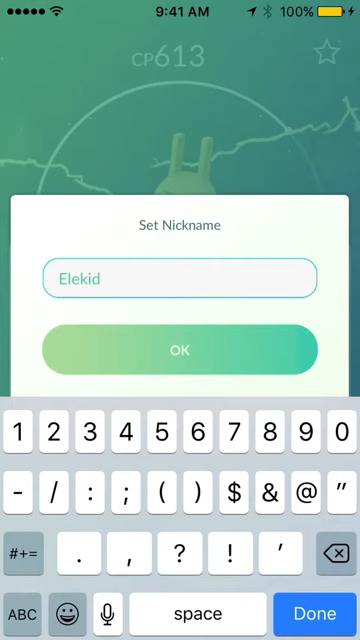 9:41 AM 100%
CP613
Set Nickname
Elekid
OK
1 2 3 4 5 6 7 8 9 0
- / : ; ( ) $ & @ "
#+= . , ? ! '
ABC space Done